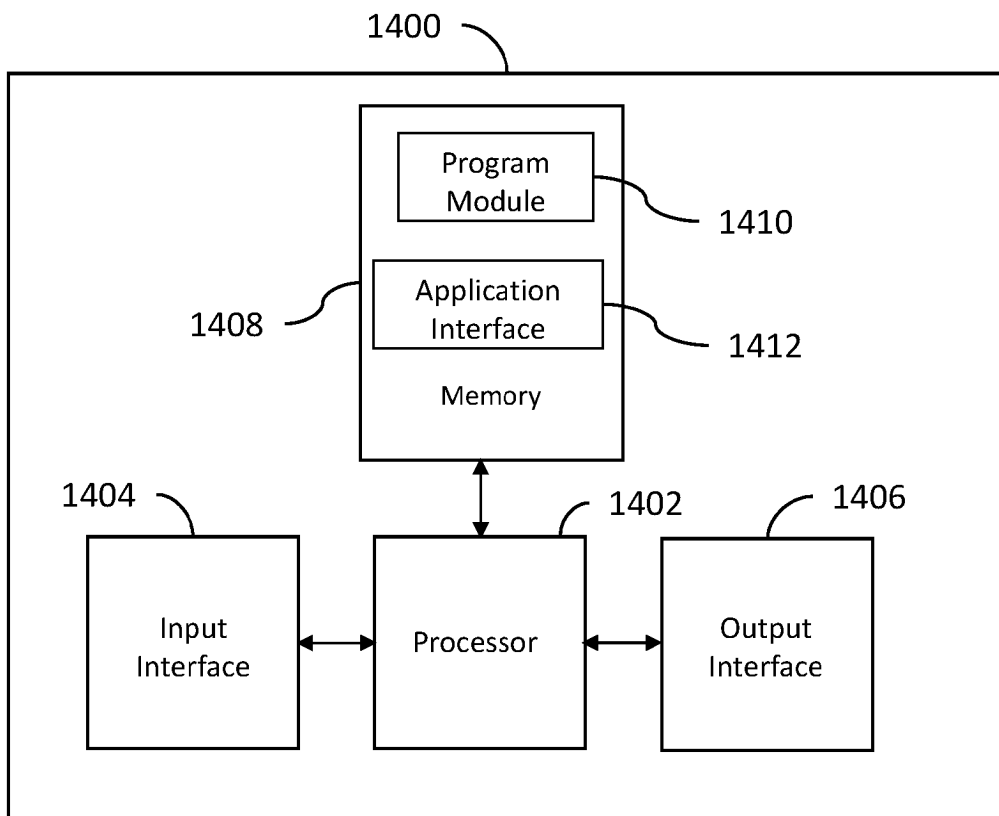 1400
Program
Module
1410
Application
Interface
1408
1412
Memory
1404
1402
1406
Input
Interface
Processor
Output
Interface